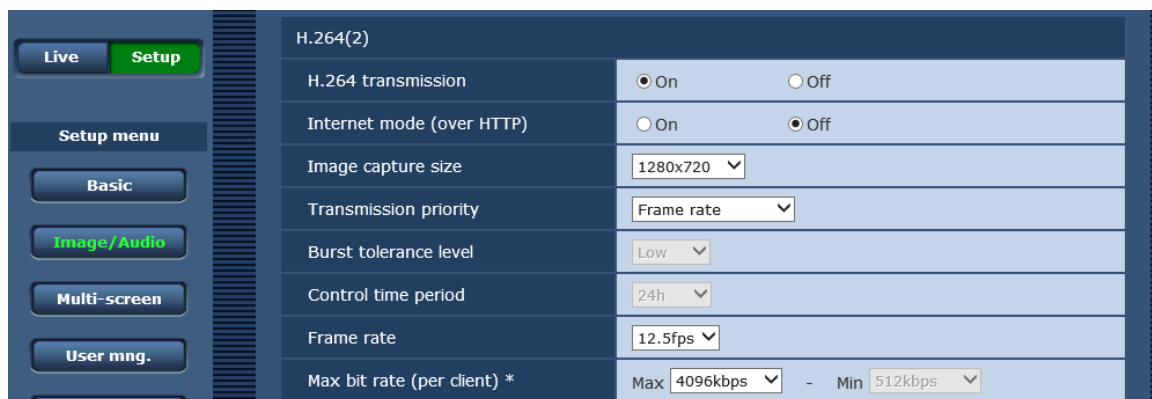 Live Setup
Setup menu
Basic
Image/Audio
Multi-screen
User mng.
H.264(2)
H.264 transmission On Off
Internet mode (over HTTP) On Off
Image capture size 1280x720
Transmission priority Frame rate
Burst tolerance level Low
Control time period 24h
Frame rate 12.5fps
Max bit rate (per client) * Max 4096kbps - Min 512kbps